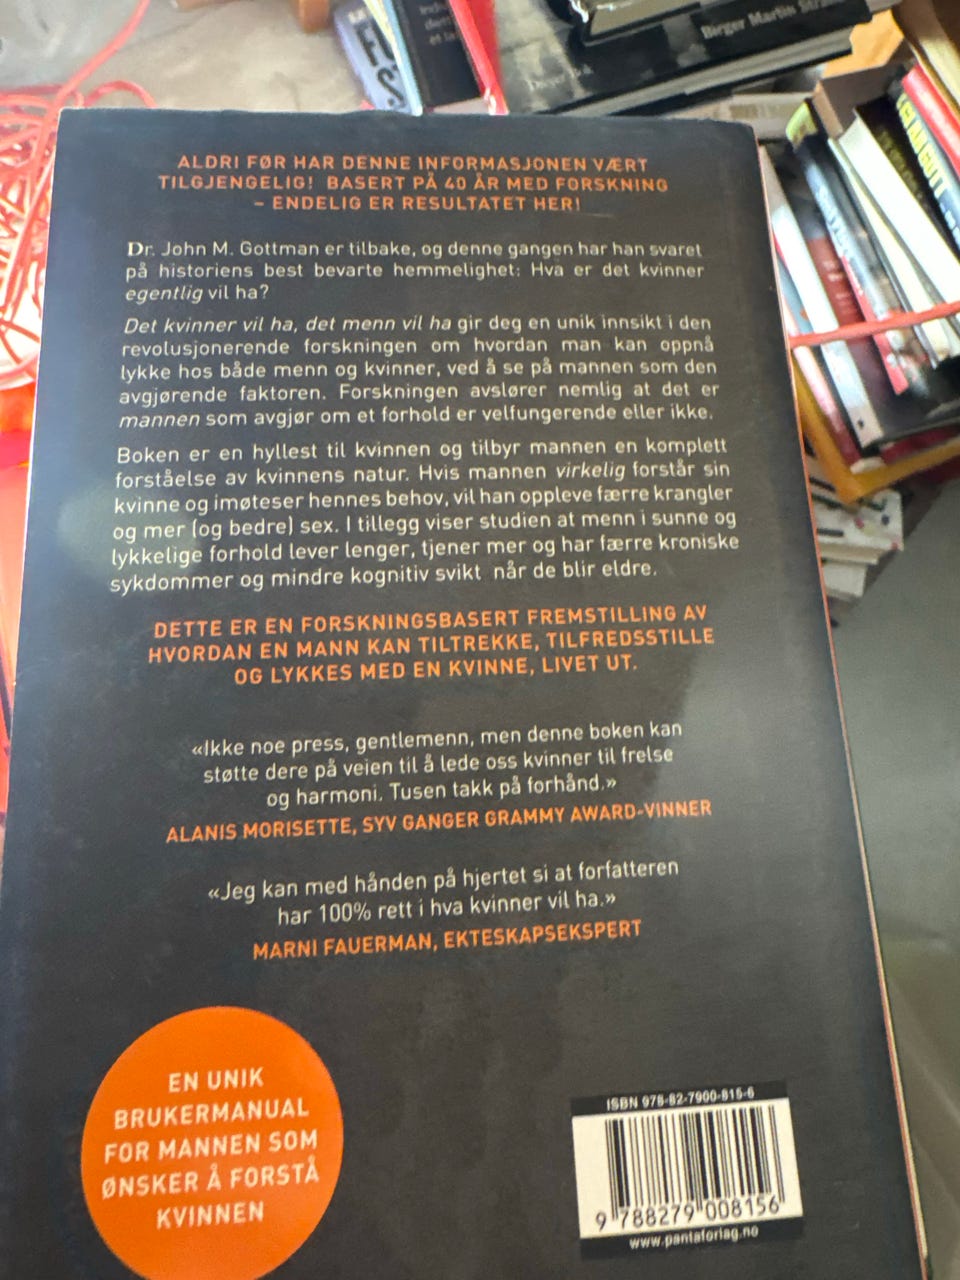 Birger Martin
ALDRI FØR HAR DENNE INFORMASJONEN VÆRT
TILGJENGELIG! BASERT PÅ 40 ÅR MED FORSKNING
– ENDELIG ER RESULTATET HER!
Dr. John M. Gottman er tilbake, og denne gangen har han svaret
på historiens best bevarte hemmelighet: Hva er det kvinner
egentlig vil ha?
Det kvinner vil ha, det menn vil ha gir deg en unik innsikt i den
revolusjonerende forskningen om hvordan man kan oppnå
lykke hos både menn og kvinner, ved å se på mannen som den
avgjørende faktoren. Forskningen avslører nemlig at det er
mannen som avgjør om et forhold er velfungerende eller ikke.
Boken er en hyllest til kvinnen og tilbyr mannen en komplett
forståelse av kvinnens natur. Hvis mannen virkelig forstår sin
kvinne og imøteser hennes behov, vil han oppleve færre krangler
og mer (og bedre) sex. I tillegg viser studien at menn i sunne og
lykkelige forhold lever lenger, tjener mer og har færre kroniske
sykdommer og mindre kognitiv svikt når de blir eldre.
DETTE ER EN FORSKNINGSBASERT FREMSTILLING AV
HVORDAN EN MANN KAN TILTREKKE, TILFREDSSTILLE
OG LYKKES MED EN KVINNE, LIVET UT.
«Ikke noe press, gentlemenn, men denne boken kan
støtte dere på veien til å lede oss kvinner til frelse
og harmoni. Tusen takk på forhånd.»
ALANIS MORISETTE, SYV GANGER GRAMMY AWARD-VINNER
«Jeg kan med hånden på hjertet si at forfatteren
har 100% rett i hva kvinner vil ha.»
MARNI FAUERMAN, EKTESKAPSEKSPERT
EN UNIK
BRUKERMANUAL
FOR MANNEN SOM
ØNSKER Å FORSTÅ
KVINNEN
ISBN 978-82-7900-815-6
9 788279 008156
www.pantaforlag.no